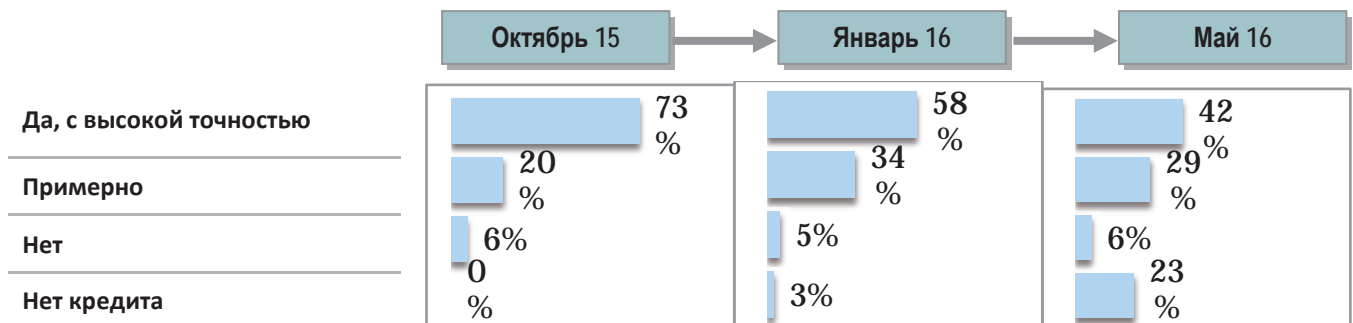 Октябрь 15 Январь 16 Май 16
Да, с высокой точностью 73 % 58 % 42 %
Примерно 20 % 34 % 29 %
Нет 6% 5% 6%
Нет кредита 0 % 3% 23 %